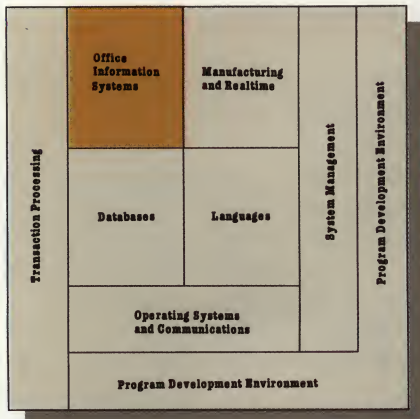 Office
Information
Systems
Manufacturing
and Realtime
Transaction Processing
Databases
Languages
System Management
Program Development Environment
Operating Systems
and Communications
Program Development Environment